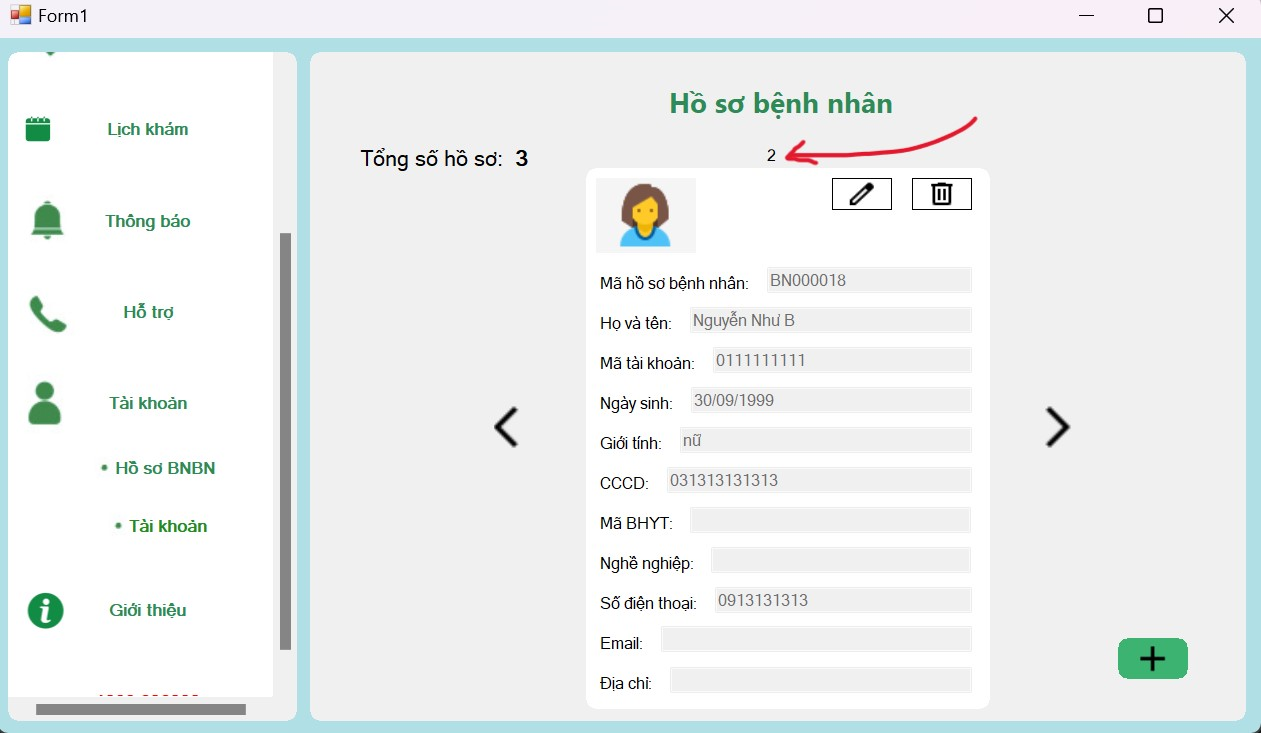 Form1
Lịch khám
Thông báo
Hỗ trợ
Tài khoản
Hồ sơ BNBN
Tài khoản
Giới thiệu
Hồ sơ bệnh nhân
Tổng số hồ sơ: 3
2
Mã hồ sơ bệnh nhân: BN000018
Họ và tên: Nguyễn Như B
Mã tài khoản: 0111111111
Ngày sinh: 30/09/1999
Giới tính: nữ
CCCD: 031313131313
Mã BHYT:
Nghề nghiệp:
Số điện thoại: 0913131313
Email:
Địa chỉ: